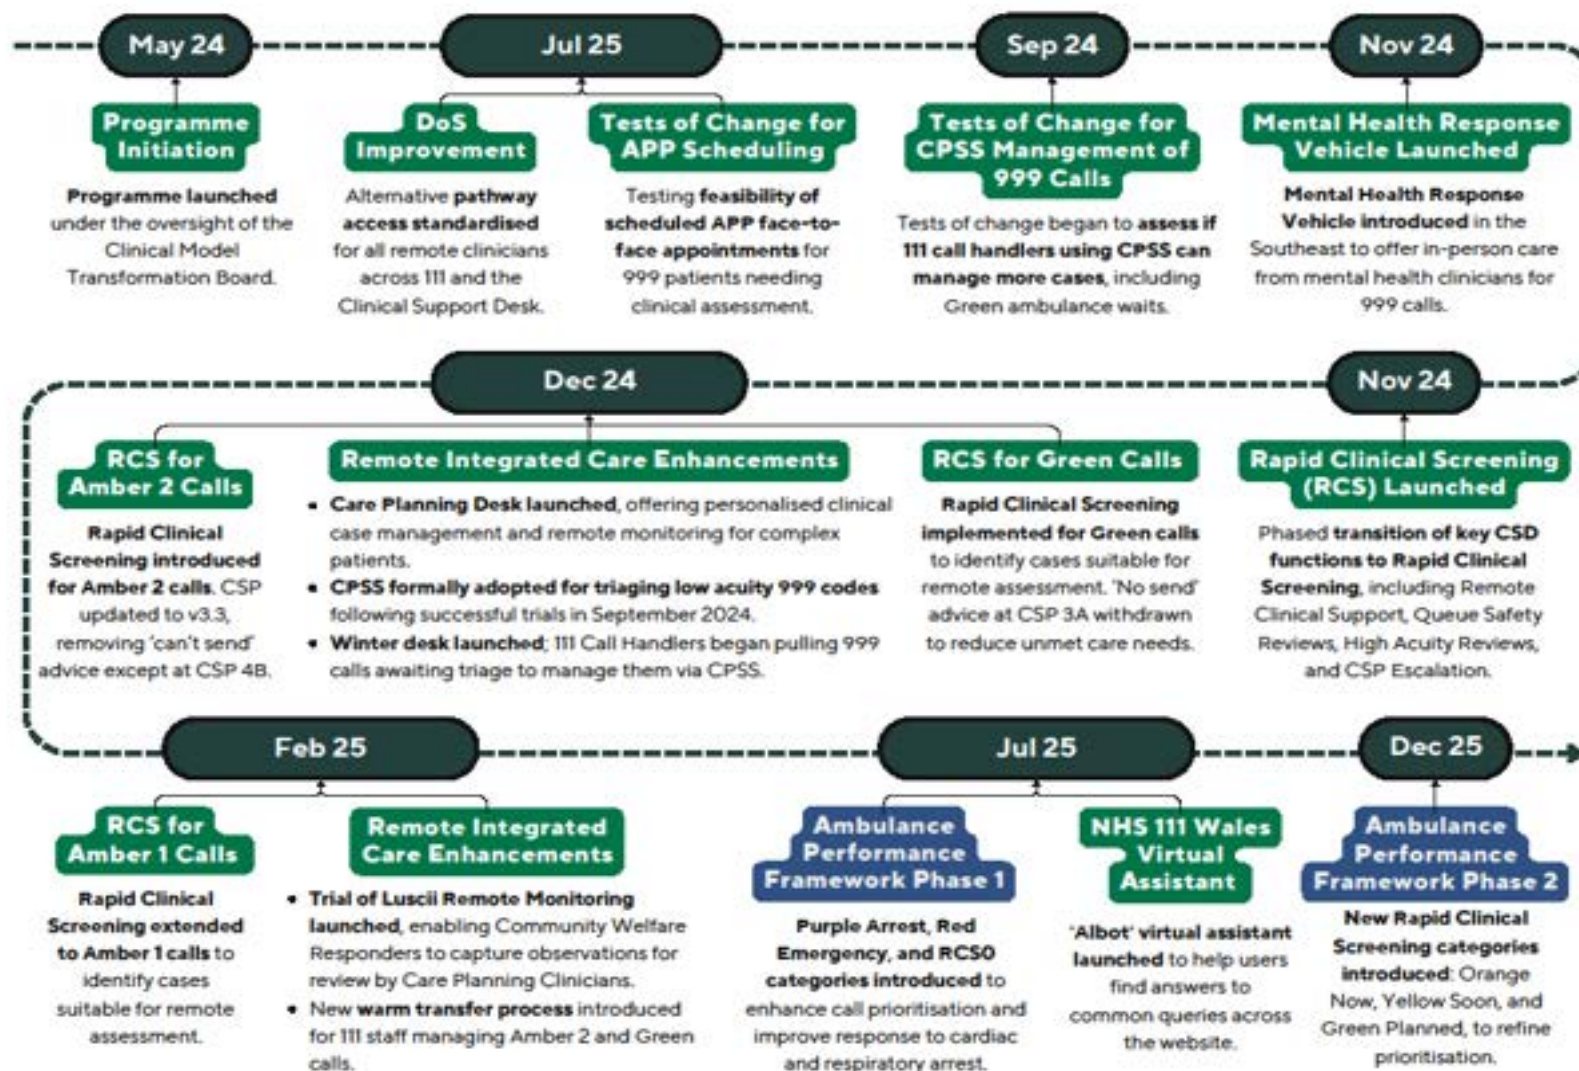 May 24
Jul 25
Sep 24
Nov 24
Programme
Initiation
Programme launched
under the oversight of the
Clinical Model
Transformation Board.
DoS
Improvement
Alternative pathway
access standardised
for all remote clinicians
across 111 and the
Clinical Support Desk.
Tests of Change for
APP Scheduling
Testing feasibility of
scheduled APP face-to-
face appointments for
999 patients needing
clinical assessment.
Tests of Change for
CPSS Management of
999 Calls
Tests of change began to assess if
111 call handlers using CPSS can
manage more cases, including
Green ambulance waits.
Mental Health Response
Vehicle Launched
Mental Health Response
Vehicle introduced in the
Southeast to offer in-person care
from mental health clinicians for
999 calls.
Dec 24
Nov 24
RCS for
Amber 2 Calls
Rapid Clinical
Screening introduced
for Amber 2 calls. CSP
updated to v3.3,
removing 'can't send'
advice except at CSP 4B.
Remote Integrated Care Enhancements
• Care Planning Desk launched, offering personalised clinical
case management and remote monitoring for complex
patients.
• CPSS formally adopted for triaging low acuity 999 codes
following successful trials in September 2024.
• Winter desk launched; 111 Call Handlers began pulling 999
calls awaiting triage to manage them via CPSS.
RCS for Green Calls
Rapid Clinical Screening
implemented for Green calls
to identify cases suitable for
remote assessment. 'No send'
advice at CSP 3A withdrawn
to reduce unmet care needs.
Rapid Clinical Screening
(RCS) Launched
Phased transition of key CSD
functions to Rapid Clinical
Screening, including Remote
Clinical Support, Queue Safety
Reviews, High Acuity Reviews,
and CSP Escalation.
Feb 25
Jul 25
Dec 25
RCS for
Amber 1 Calls
Rapid Clinical
Screening extended
to Amber 1 calls to
identify cases
suitable for remote
assessment.
Remote Integrated
Care Enhancements
• Trial of Luscii Remote Monitoring
launched, enabling Community Welfare
Responders to capture observations for
review by Care Planning Clinicians.
• New warm transfer process introduced
for 111 staff managing Amber 2 and Green
calls.
Ambulance
Performance
Framework Phase 1
Purple Arrest, Red
Emergency, and RCS0
categories introduced to
enhance call prioritisation and
improve response to cardiac
and respiratory arrest.
NHS 111 Wales
Virtual
Assistant
'Albot' virtual assistant
launched to help users
find answers to
common queries across
the website.
Ambulance
Performance
Framework Phase 2
New Rapid Clinical
Screening categories
introduced: Orange
Now, Yellow Soon, and
Green Planned, to refine
prioritisation.